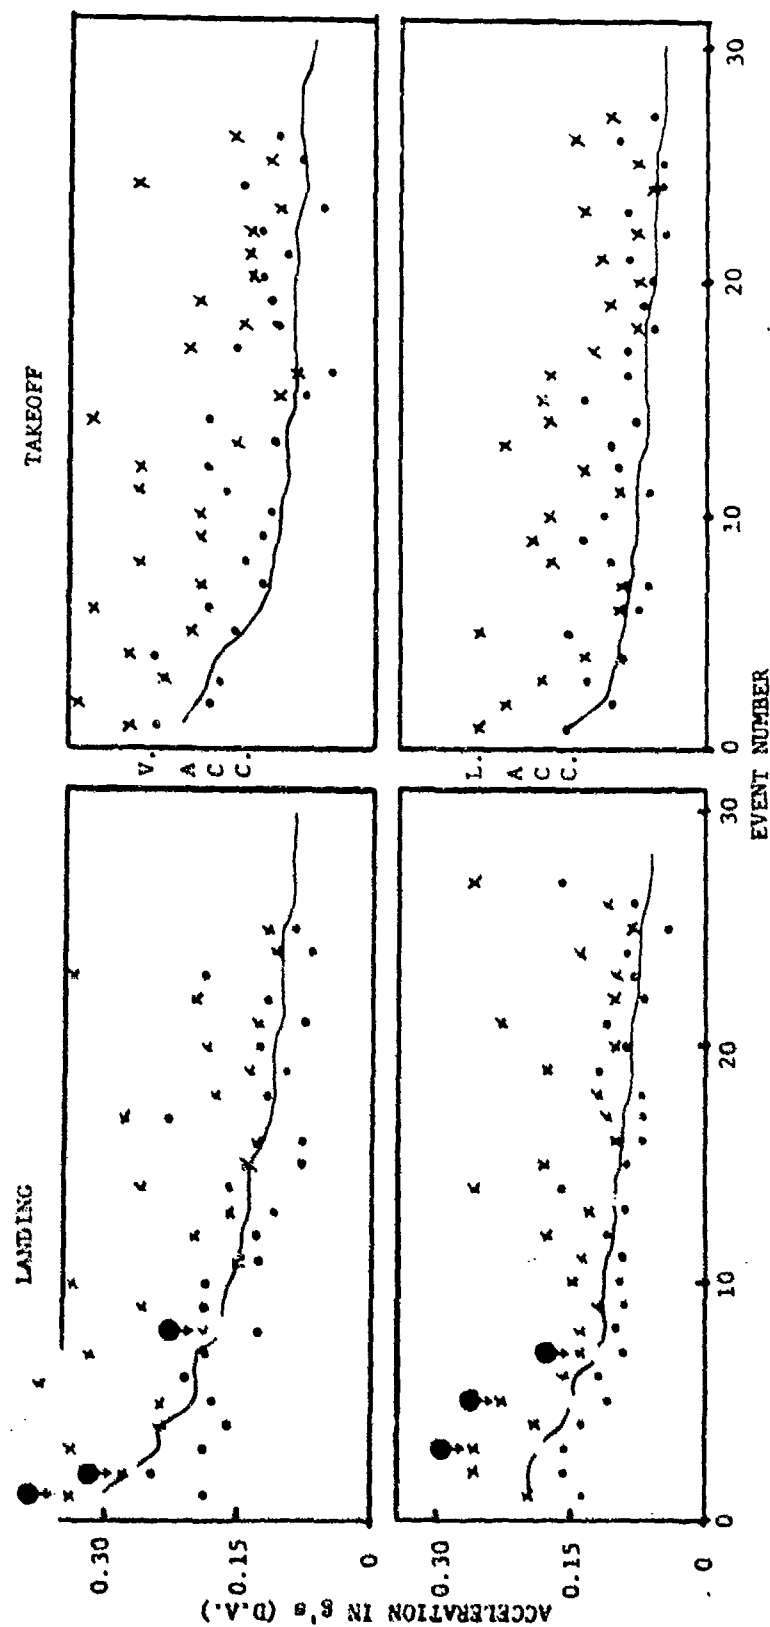 LANDING
TAKEOFF
ACCELERATION IN g's (D.A.)
0.30
0.15
0
V.
A
C
C.
0.30
0.15
0
L.
A
C
C.
0
10
20
30
0
10
20
30
EVENT NUMBER